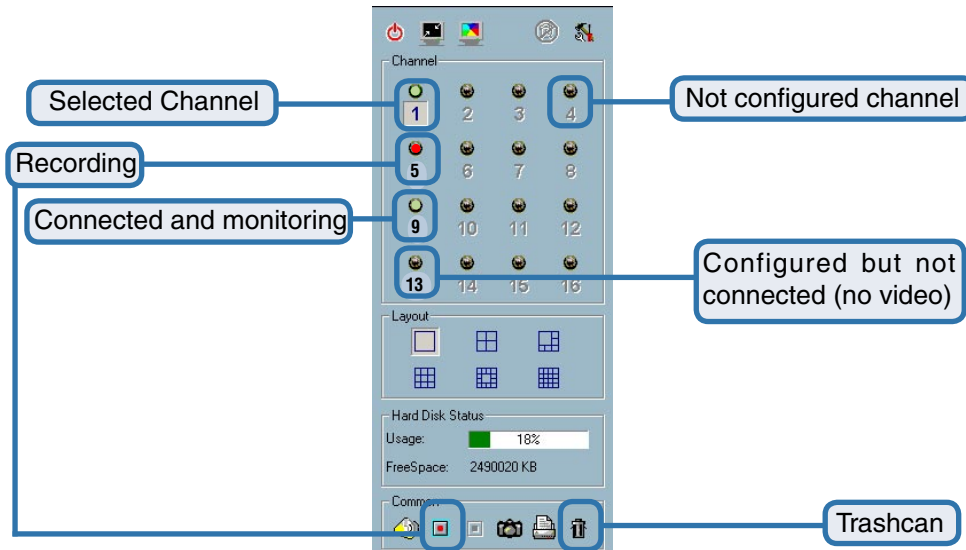 Channel
Selected Channel
Not configured channel
1 2 3 4
Recording
5 6 7 8
Connected and monitoring
9 10 11 12
Configured but not
connected (no video)
13 14 15 16
Layout
Hard Disk Status
Usage: 18%
FreeSpace: 2490020 KB
Common
Trashcan